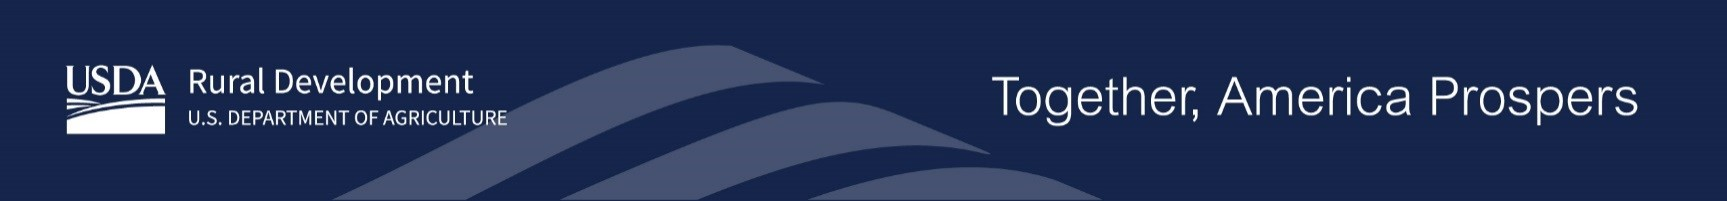 USDA
Rural Development
U.S. DEPARTMENT OF AGRICULTURE
Together, America Prospers